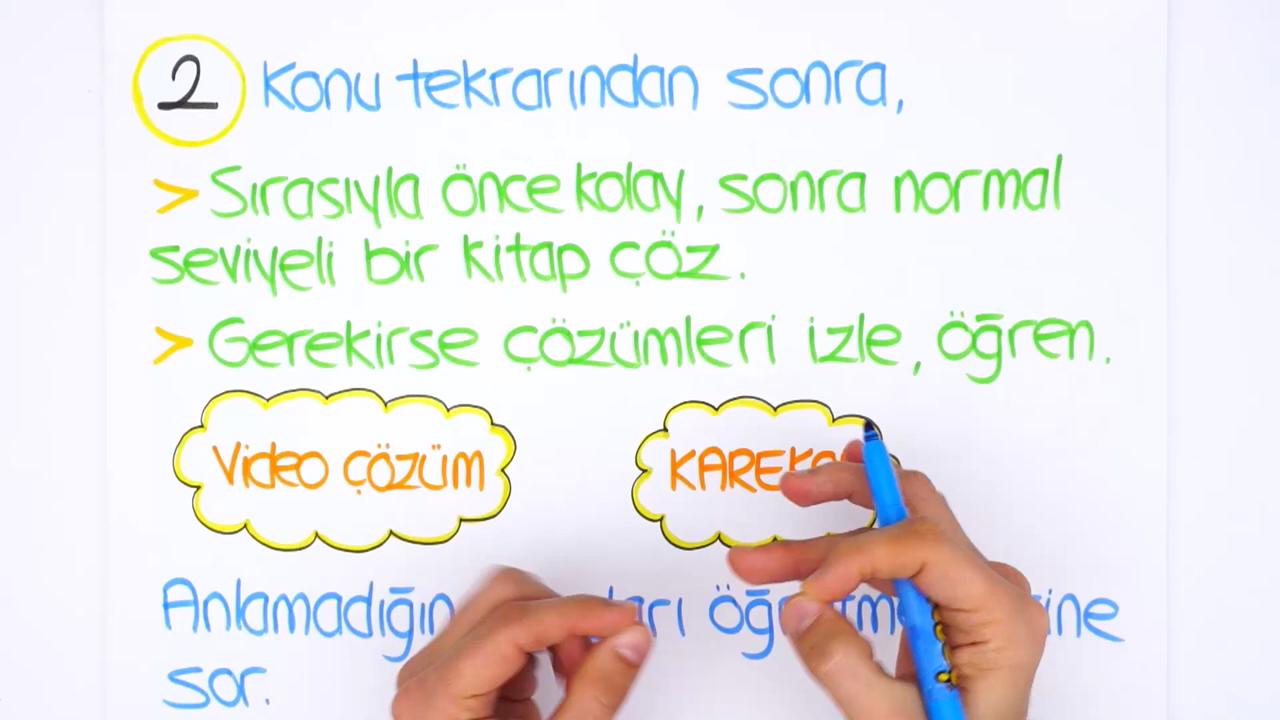 2 Konu tekrarından sonra,
> Sırasıyla önce kolay, sonra normal
seviyeli bir kitap çöz.
> Gerekirse çözümleri izle, öğren.
Video çözüm
Anlamadığın
sor.